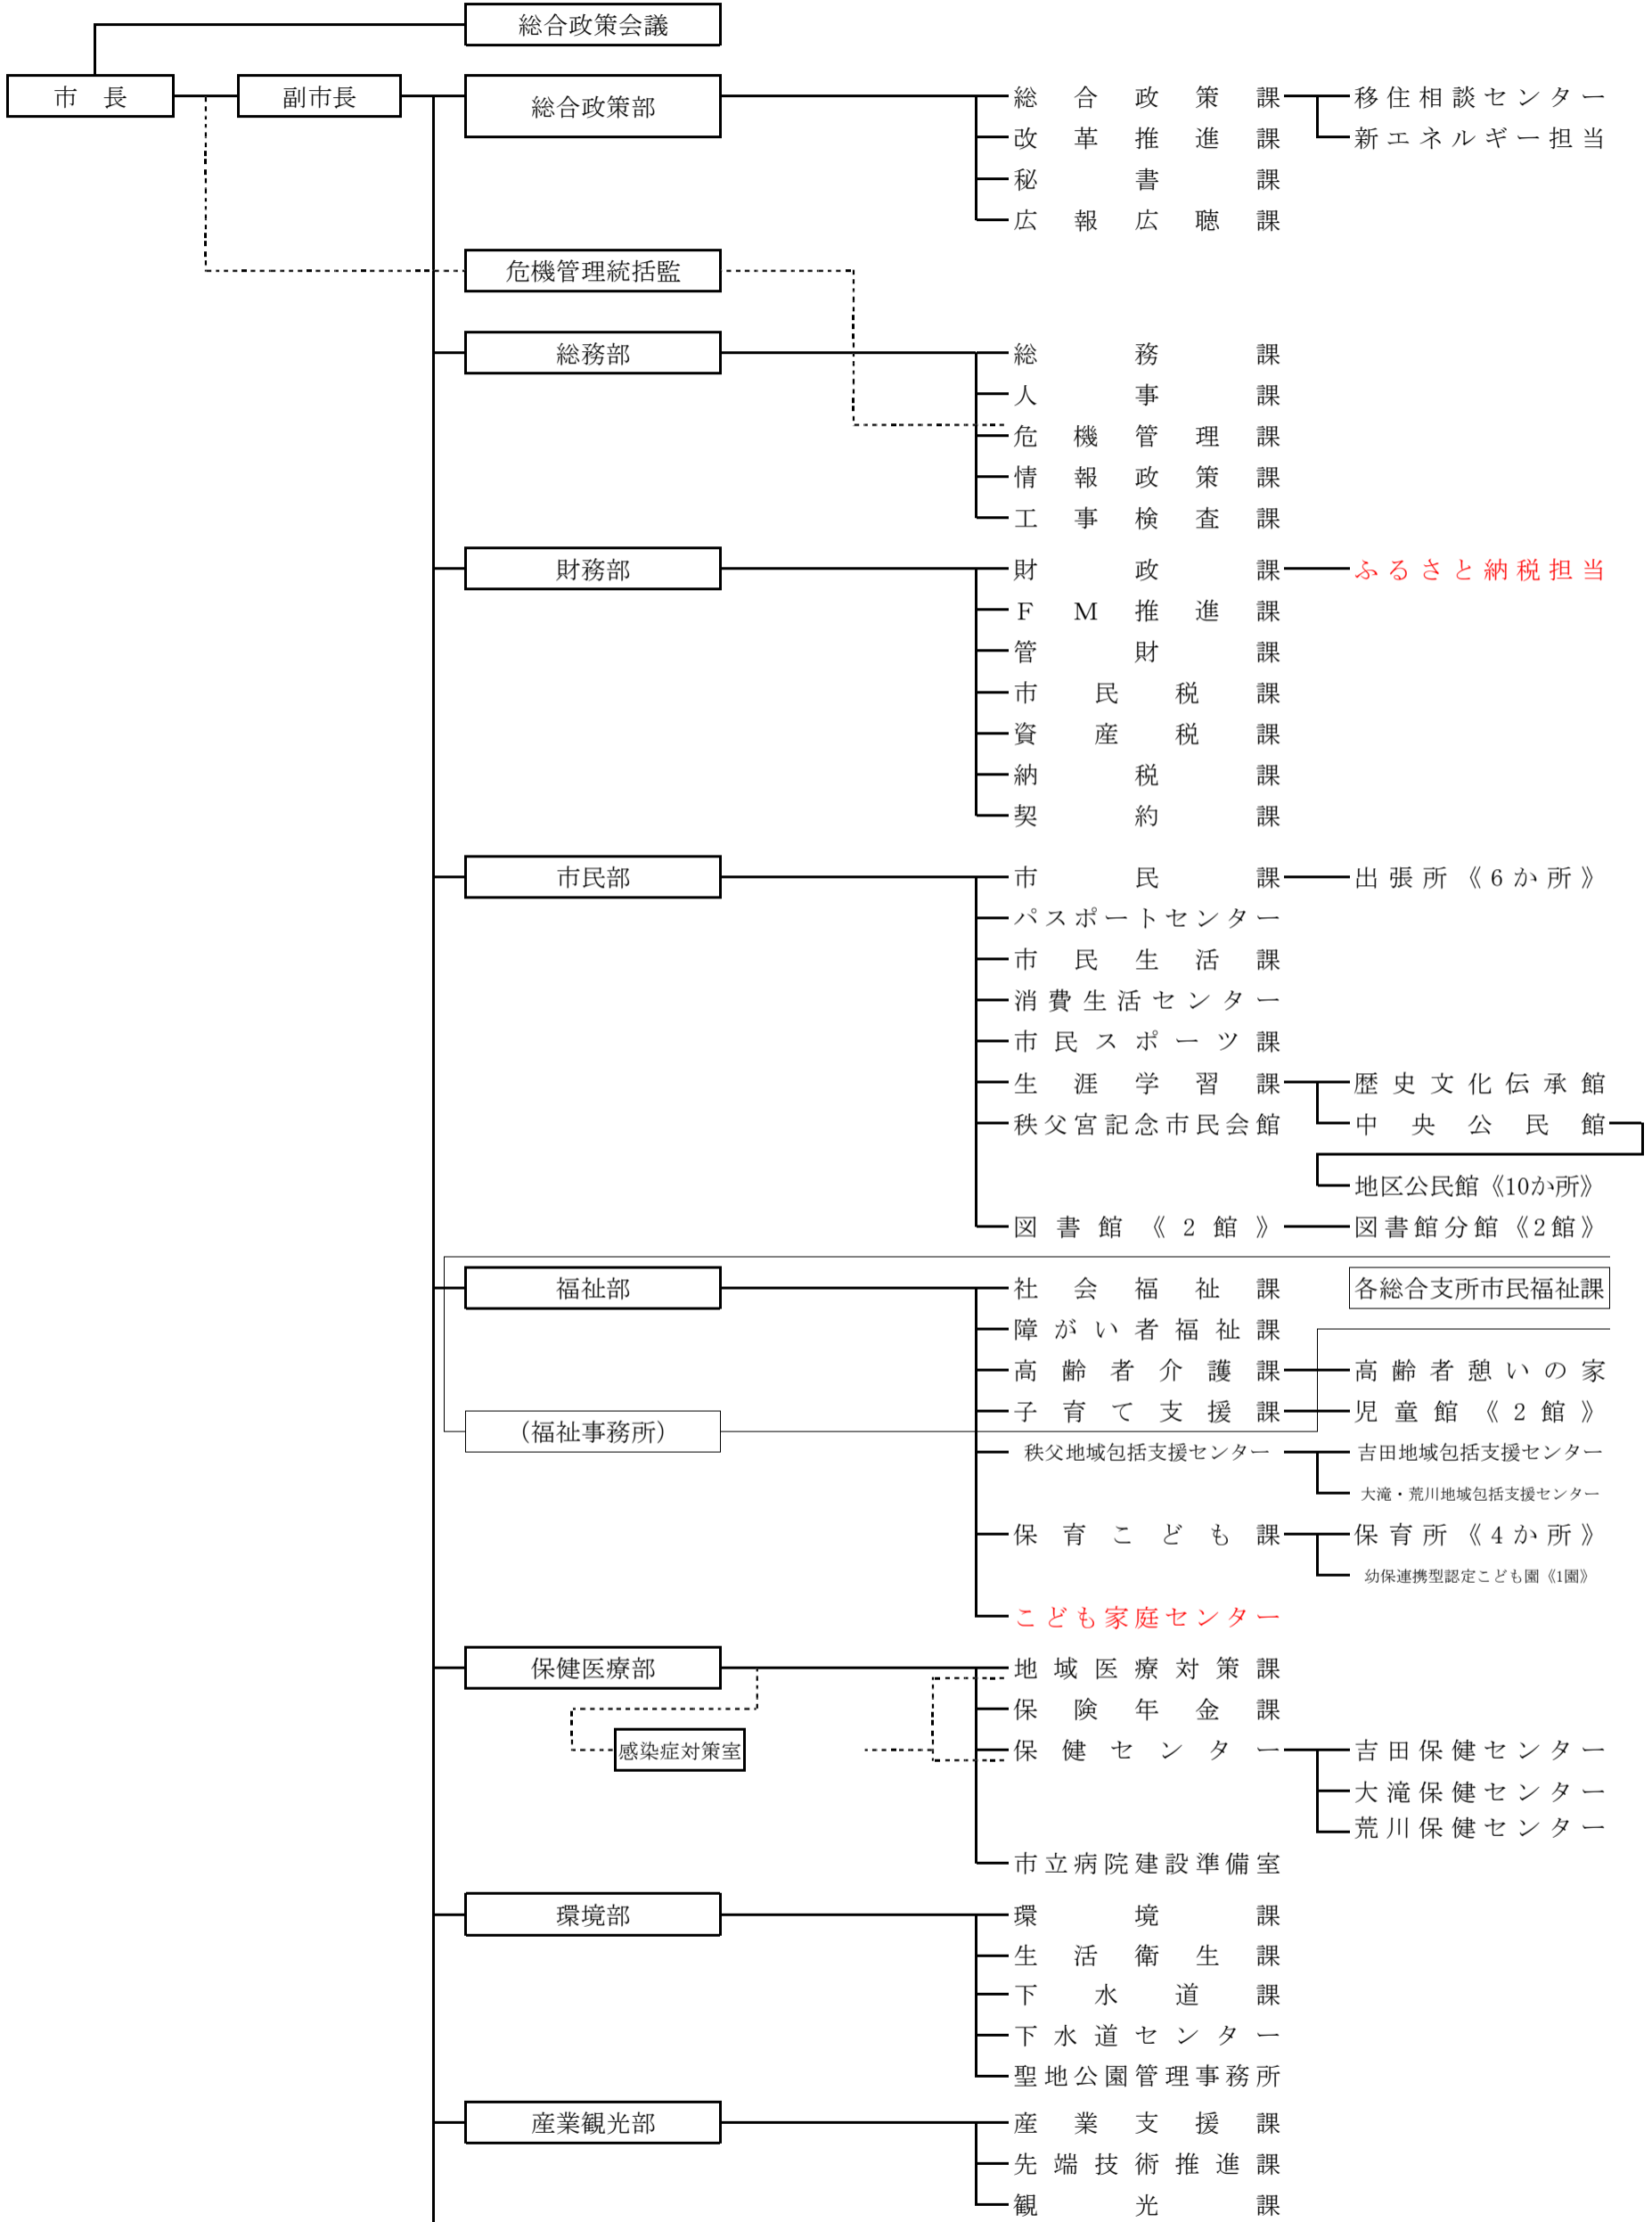 総合政策会議
市長 副市長 総合政策部 総合政策課 移住相談センター
改革推進課 新エネルギー担当
秘書課
広報広聴課
危機管理統括監
総務部 総務課
人事課
危機管理課
情報政策課
工事検査課
財務部 財政課 ふるさと納税担当
ＦＭ推進課
管財課
市民税課
資産税課
納税課
契約課
市民部 市民課 出張所《6か所》
パスポートセンター
市民生活課
消費生活センター
市民スポーツ課
生涯学習課 歴史文化伝承館
秩父宮記念市民会館 中央公民館
地区公民館《10か所》
図書館《2館》 図書館分館《2館》
福祉部 社会福祉課 各総合支所市民福祉課
障がい者福祉課
高齢者介護課 高齢者憩いの家
子育て支援課 児童館《2館》
（福祉事務所）
秩父地域包括支援センター 吉田地域包括支援センター
大滝・荒川地域包括支援センター
保育こども課 保育所《4か所》
幼保連携型認定こども園《1園》
こども家庭センター
保健医療部 地域医療対策課
保険年金課
感染症対策室 保健センター 吉田保健センター
大滝保健センター
荒川保健センター
市立病院建設準備室
環境部 環境課
生活衛生課
下水道課
下水道センター
聖地公園管理事務所
産業観光部 産業支援課
先端技術推進課
観光課